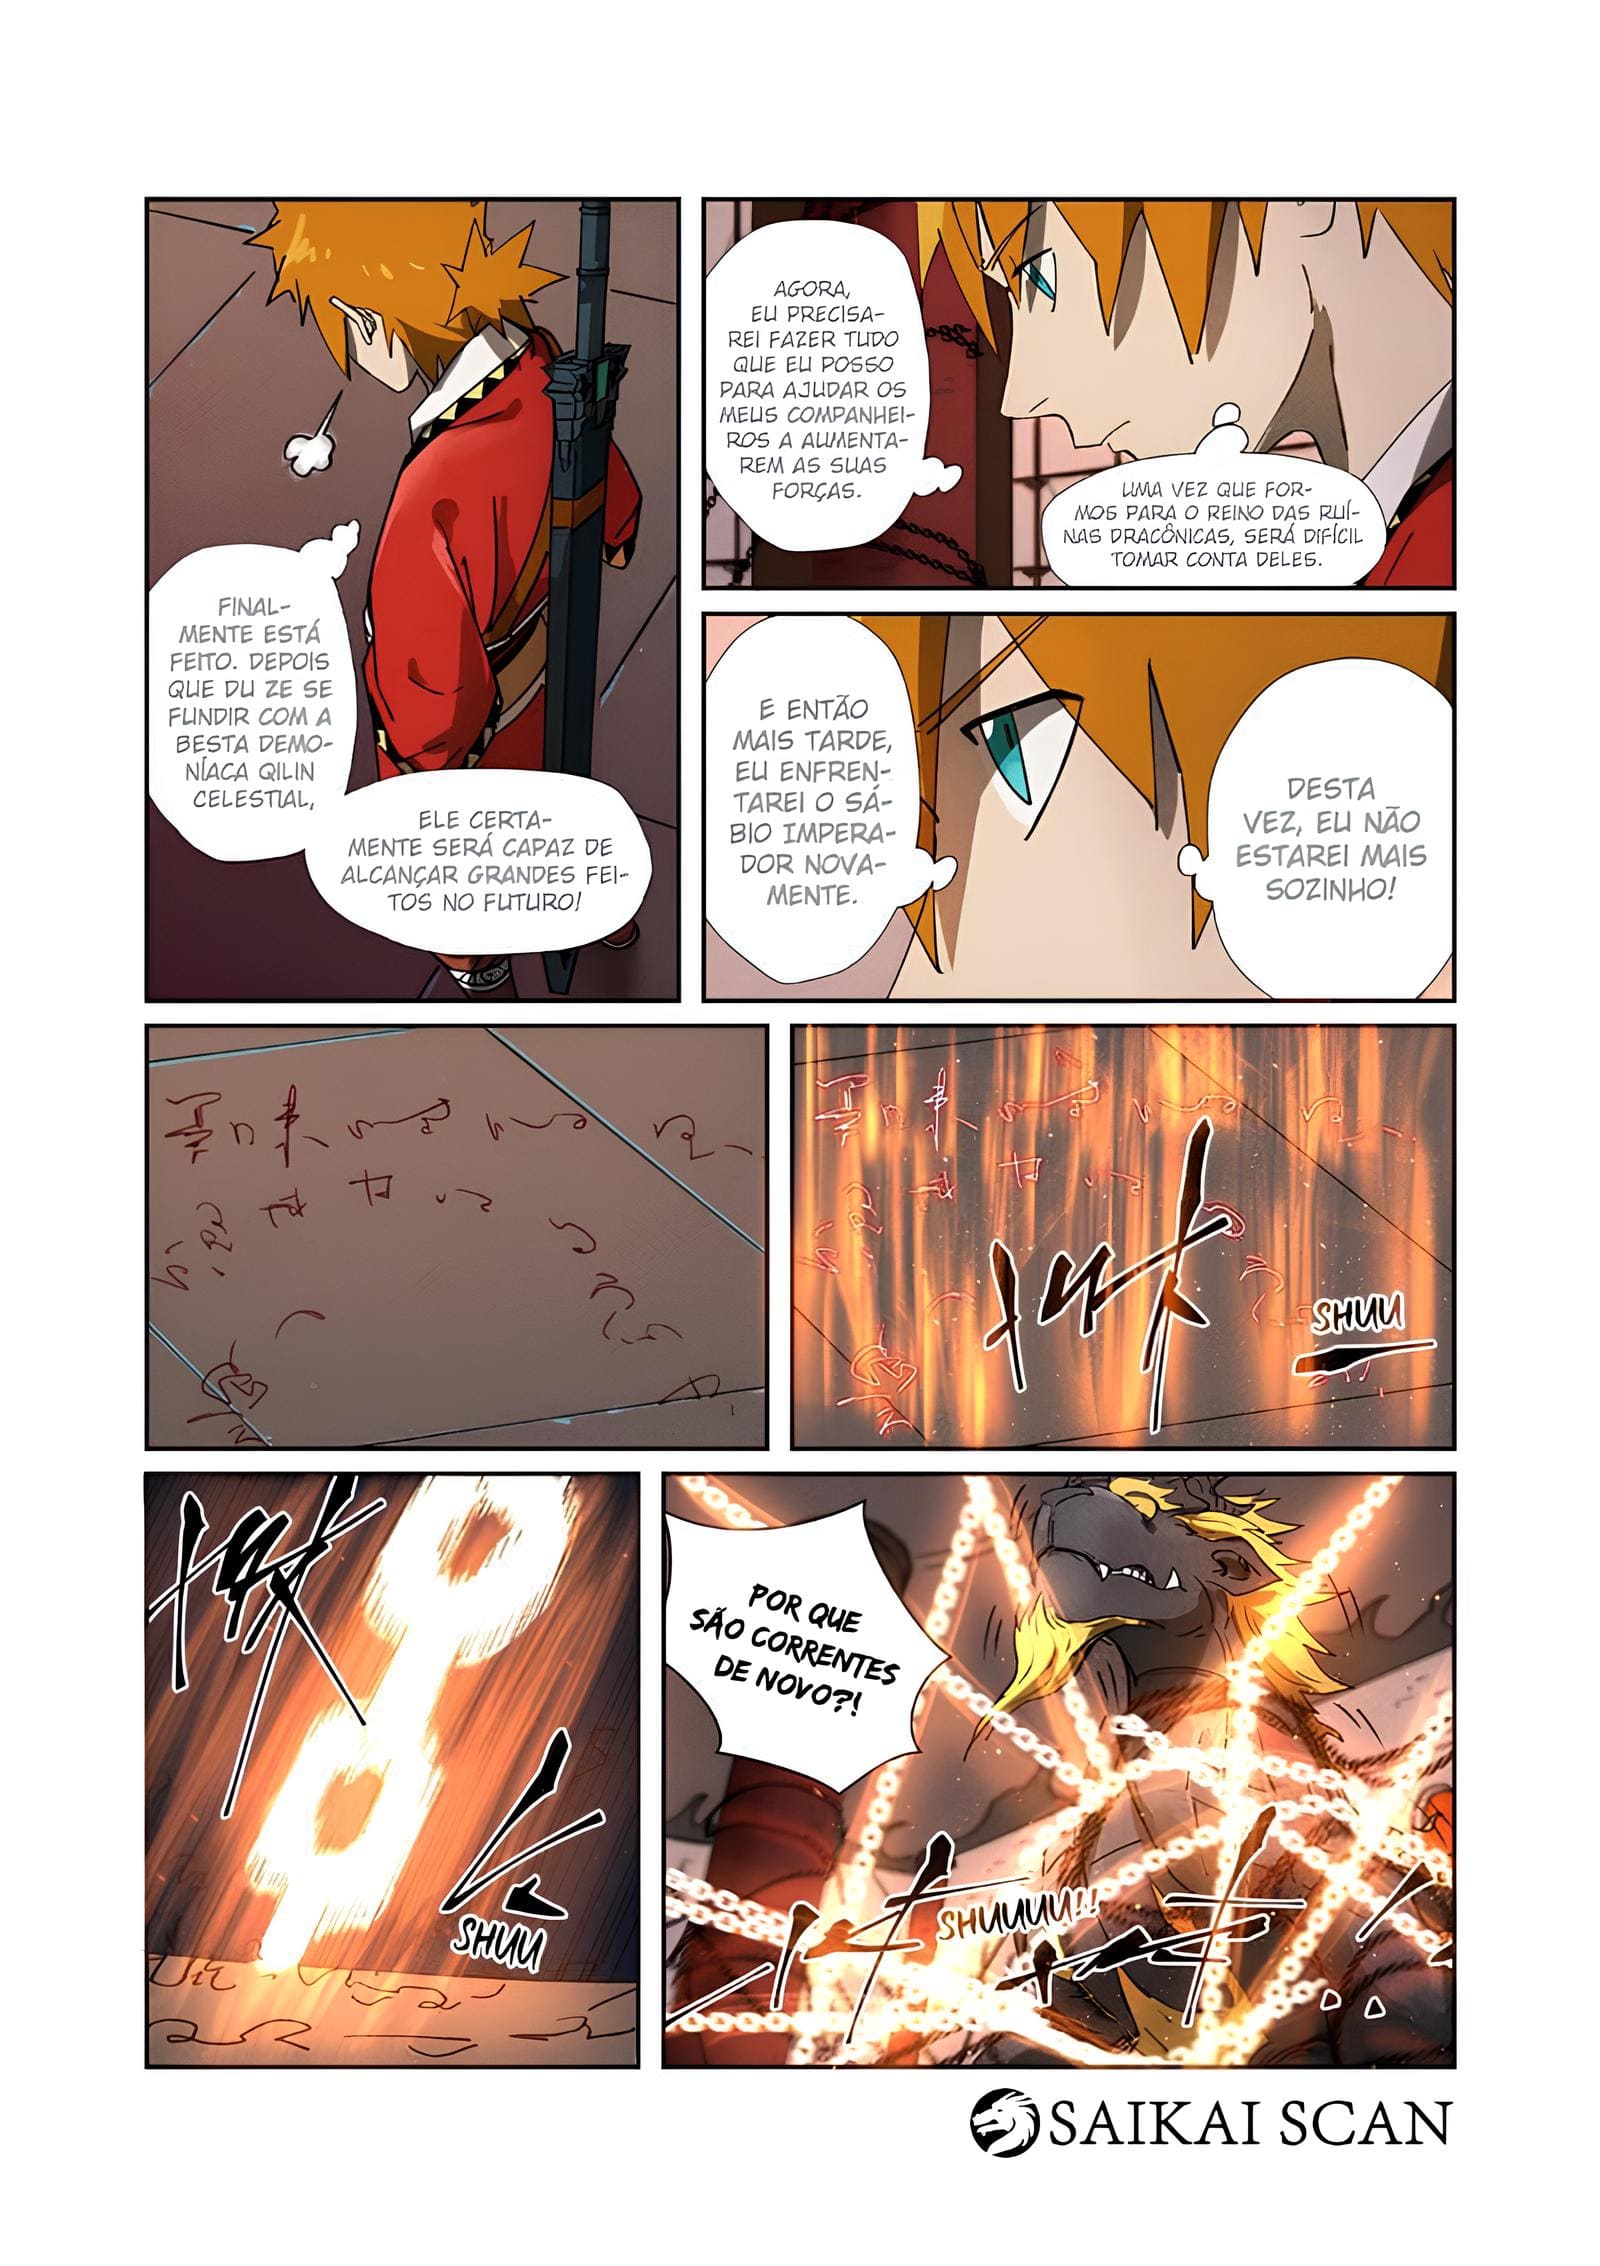 FINAL-
MENTE ESTÁ
FEITO. DEPOIS
QUE DU ZE SE
FUNDIR COM A
BESTA DEMO-
NÍACA QILIN
CELESTIAL,
ELE CERTA-
MENTE SERÁ CAPAZ DE
ALCANÇAR GRANDES FEI-
TOS NO FUTURO!
AGORA,
EU PRECISA-
REI FAZER TUDO
QUE EU POSSO
PARA AJUDAR OS
MEUS COMPANHEI-
ROS A AUMENTA-
REM AS SUAS
FORÇAS.
UMA VEZ QUE FOR-
MOS PARA O REINO DAS RUÍ-
NAS DRACÔNICAS, SERÁ DIFÍCIL
TOMAR CONTA DELES.
E ENTÃO
MAIS TARDE,
EU ENFREN-
TAREI O SÁ-
BIO IMPERA-
DOR NOVA-
MENTE.
DESTA
VEZ, EU NÃO
ESTAREI MAIS
SOZINHO!
SHUU
SHUU
POR QUE
SÃO CORRENTES
DE NOVO?!
SHUUUU!!
SAIKAI SCAN